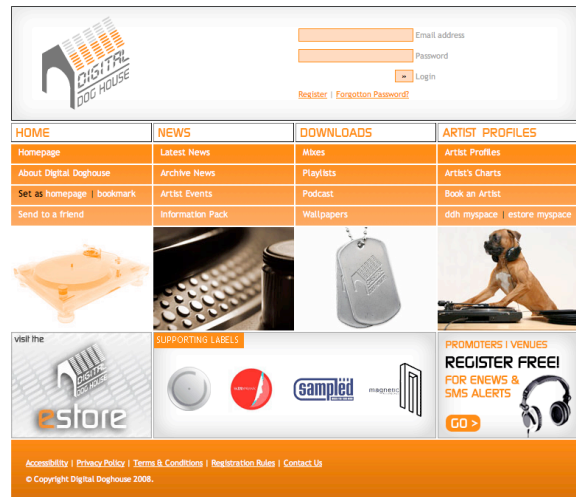 DIGITAL
DOG HOUSE
Email address
Password
» Login
Register | Forgotton Password?
HOME
NEWS
DOWNLOADS
ARTIST PROFILES
Homepage
Latest News
Mixes
Artist Profiles
About Digital Doghouse
Archive News
Playlists
Artist's Charts
Set as homepage | bookmark
Artist Events
Podcast
Book an Artist
Send to a friend
Information Pack
Wallpapers
ddh myspace | estore myspace
visit the
DIGITAL
DOG HOUSE
estore
SUPPORTING LABELS
sampled
magnetic
PROMOTERS | VENUES
REGISTER FREE!
FOR ENEWS &
SMS ALERTS
GO >
Accessibility | Privacy Policy | Terms & Conditions | Registration Rules | Contact Us
© Copyright Digital Doghouse 2008.